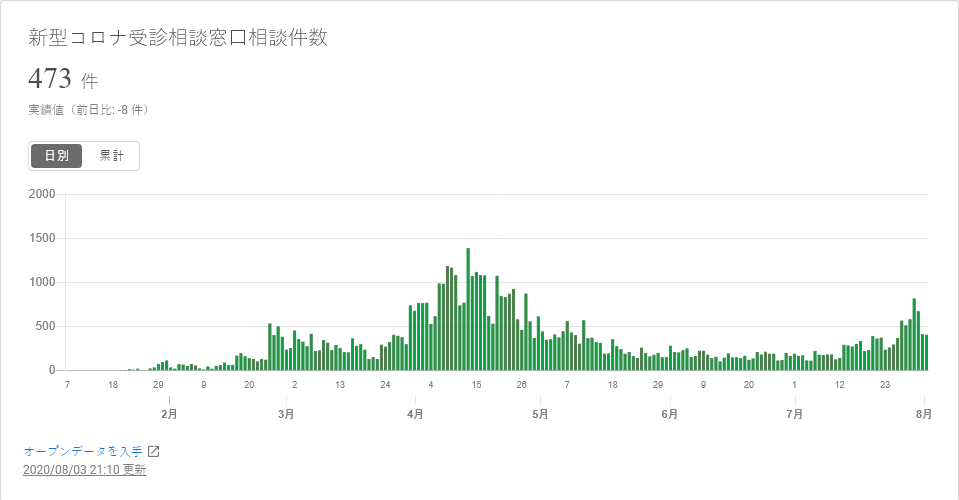 新型コロナ受診相談窓口相談件数
473 件
実績値（前日比: -8 件）
日別 累計
2000
1500
1000
500
0
7 18 29 9 20 2 13 24 4 15 26 7 18 29 9 20 1 12 23
2月 3月 4月 5月 6月 7月 8月
オープンデータを入手
2020/08/03 21:10 更新